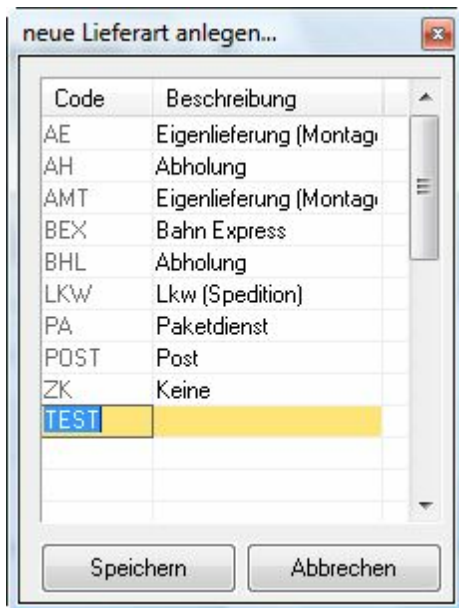 neue Lieferart anlegen...
Code Beschreibung
AE Eigenlieferung (Montag
AH Abholung
AMT Eigenlieferung (Montag
BEX Bahn Express
BHL Abholung
LKW Lkw (Spedition)
PA Paketdienst
POST Post
ZK Keine
TEST
Speichern Abbrechen